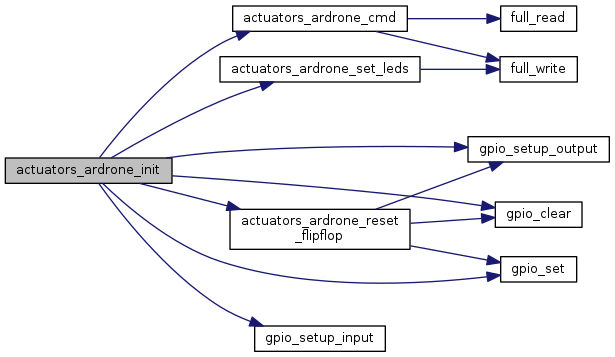 actuators_ardrone_init
actuators_ardrone_cmd
full_read
full_write
actuators_ardrone_set_leds
gpio_setup_output
actuators_ardrone_reset
_flipflop
gpio_clear
gpio_set
gpio_setup_input